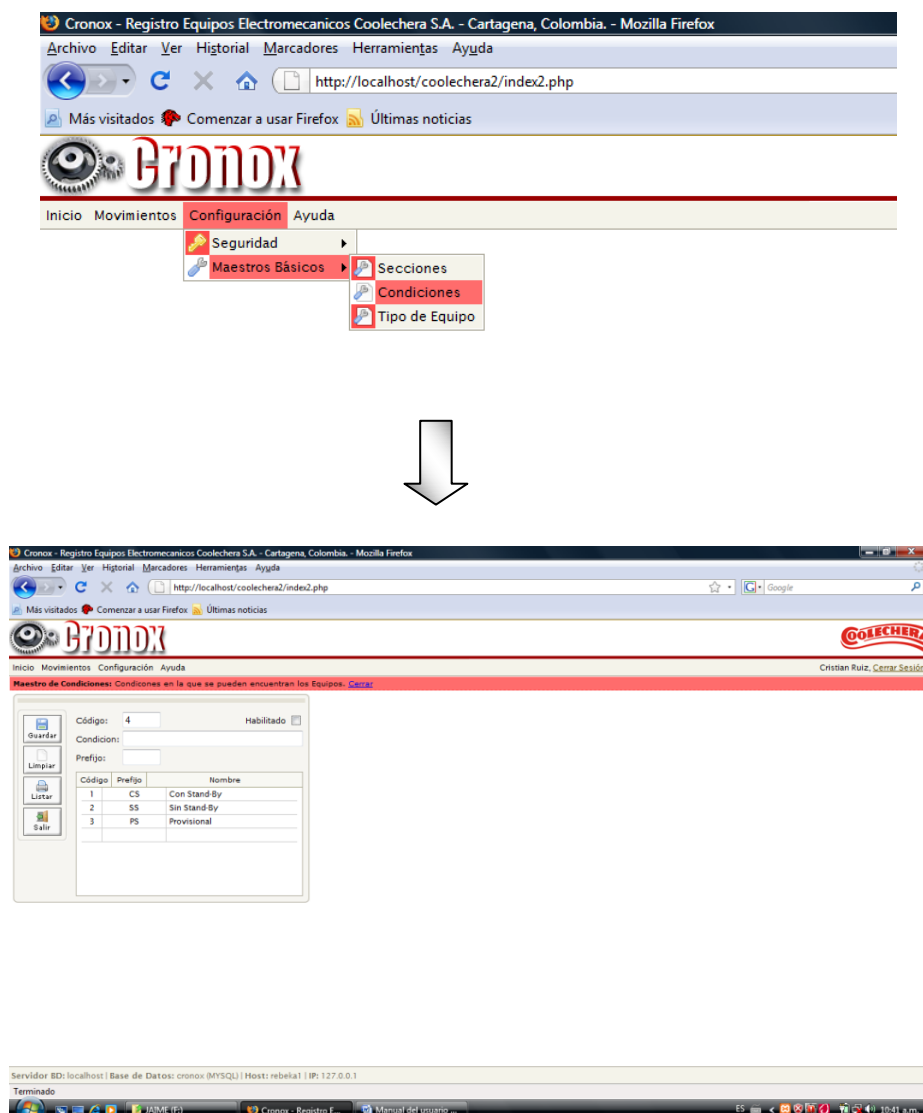 Cronox - Registro Equipos Electromecanicos Coolechera S.A. - Cartagena, Colombia. - Mozilla Firefox
Archivo Editar Ver Historial Marcadores Herramientas Ayuda
http://localhost/coolechera2/index2.php
Más visitados Comenzar a usar Firefox Últimas noticias
Cronox
Inicio Movimientos Configuración Ayuda
Seguridad
Maestros Básicos Secciones
Condiciones
Tipo de Equipo
Cronox - Registro Equipos Electromecanicos Coolechera S.A. - Cartagena, Colombia. - Mozilla Firefox
Archivo Editar Ver Historial Marcadores Herramientas Ayuda
http://localhost/coolechera2/index2.php Google
Más visitados Comenzar a usar Firefox Últimas noticias
Cronox COOLECHERA
Inicio Movimientos Configuración Ayuda Cristian Ruiz, Cerrar Sesión
Maestro de Condiciones: Condicones en la que se pueden encuentran los Equipos. Cerrar
Guardar
Limpiar
Listar
Salir
Código: 4 Habilitado
Condicion:
Prefijo:
Código Prefijo Nombre
1 CS Con Stand-By
2 SS Sin Stand-By
3 PS Provisional
Servidor BD: localhost | Base de Datos: cronox (MYSQL) | Host: rebeka1 | IP: 127.0.0.1
Terminado
JAIME (F:) Cronox - Registro E... Manual del usuario ... ES 10:41 a.m.